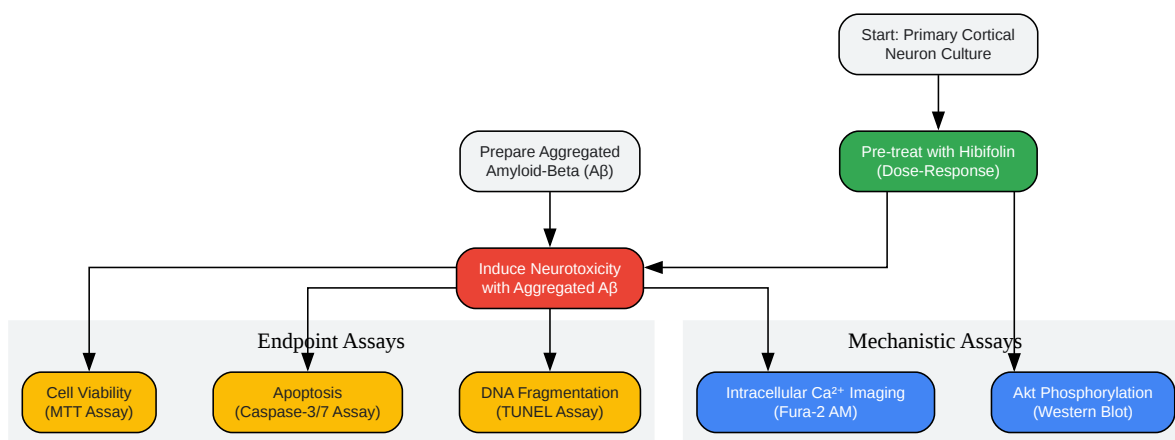 Start: Primary Cortical
Neuron Culture
Prepare Aggregated
Amyloid-Beta (Aβ)
Pre-treat with Hibifolin
(Dose-Response)
Induce Neurotoxicity
with Aggregated Aβ
Endpoint Assays
Mechanistic Assays
Cell Viability
(MTT Assay)
Apoptosis
(Caspase-3/7 Assay)
DNA Fragmentation
(TUNEL Assay)
Intracellular Ca²⁺ Imaging
(Fura-2 AM)
Akt Phosphorylation
(Western Blot)